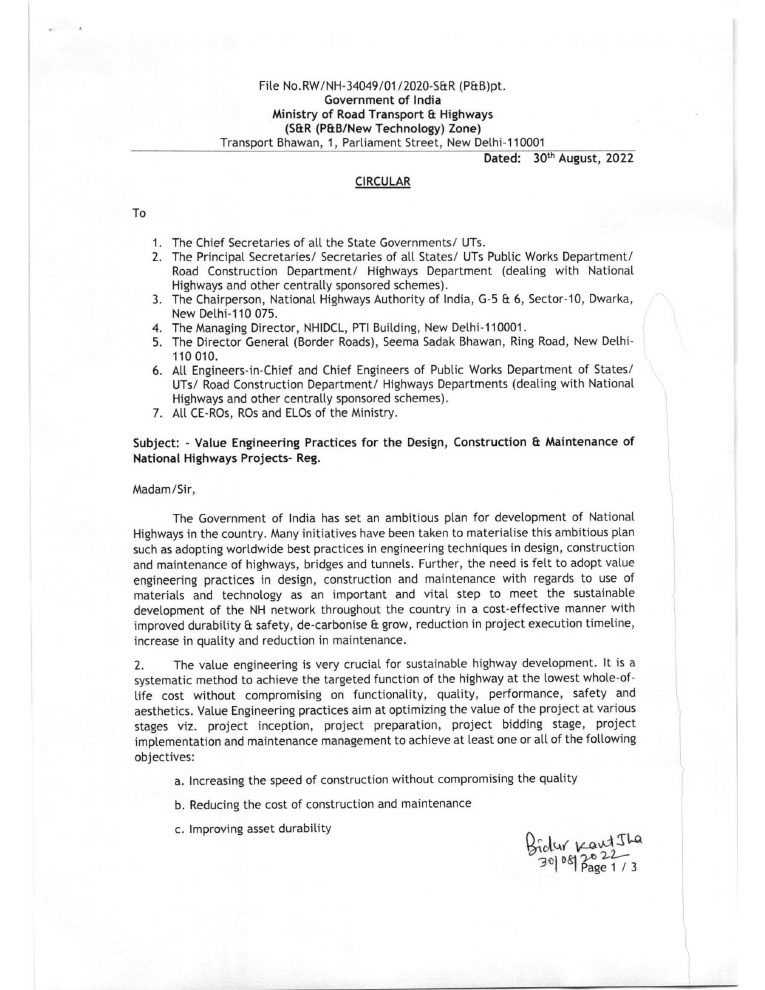 File No.RW/NH-34049/01/2020-S&R (P&B)pt.
Government of India
Ministry of Road Transport & Highways
(S&R (P&B/New Technology) Zone)
Transport Bhawan, 1, Parliament Street, New Delhi-110001
Dated: 30th August, 2022
CIRCULAR
To
1. The Chief Secretaries of all the State Governments/ UTs.
2. The Principal Secretaries/ Secretaries of all States/ UTs Public Works Department/
Road Construction Department/ Highways Department (dealing with National
Highways and other centrally sponsored schemes).
3. The Chairperson, National Highways Authority of India, G-5 & 6, Sector-10, Dwarka,
New Delhi-110 075.
4. The Managing Director, NHIDCL, PTI Building, New Delhi-110001.
5. The Director General (Border Roads), Seema Sadak Bhawan, Ring Road, New Delhi-
110 010.
6. All Engineers-in-Chief and Chief Engineers of Public Works Department of States/
UTs/ Road Construction Department/ Highways Departments (dealing with National
Highways and other centrally sponsored schemes).
7. All CE-ROs, ROs and ELOs of the Ministry.
Subject: - Value Engineering Practices for the Design, Construction & Maintenance of
National Highways Projects- Reg.
Madam/Sir,
The Government of India has set an ambitious plan for development of National
Highways in the country. Many initiatives have been taken to materialise this ambitious plan
such as adopting worldwide best practices in engineering techniques in design, construction
and maintenance of highways, bridges and tunnels. Further, the need is felt to adopt value
engineering practices in design, construction and maintenance with regards to use of
materials and technology as an important and vital step to meet the sustainable
development of the NH network throughout the country in a cost-effective manner with
improved durability & safety, de-carbonise & grow, reduction in project execution timeline,
increase in quality and reduction in maintenance.
2. The value engineering is very crucial for sustainable highway development. It is a
systematic method to achieve the targeted function of the highway at the lowest whole-of-
life cost without compromising on functionality, quality, performance, safety and
aesthetics. Value Engineering practices aim at optimizing the value of the project at various
stages viz. project inception, project preparation, project bidding stage, project
implementation and maintenance management to achieve at least one or all of the following
objectives:
a. Increasing the speed of construction without compromising the quality
b. Reducing the cost of construction and maintenance
c. Improving asset durability
Bidur Kant Jha
30/08/2022
Page 1 / 3